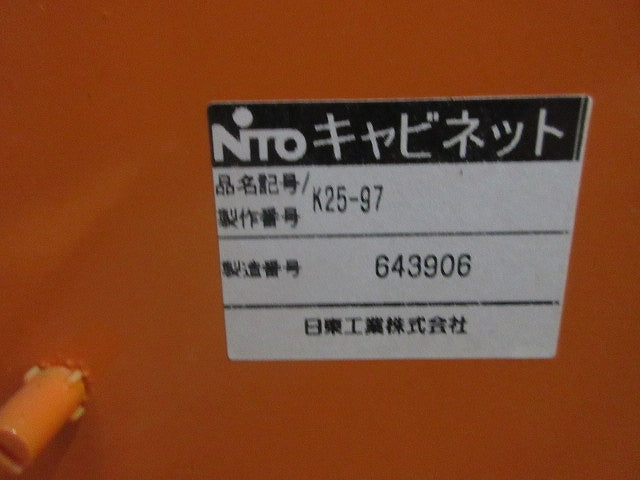 NITO キャビネット
品名記号/
製作番号 K25-97
製造番号 643906
日東工業株式会社